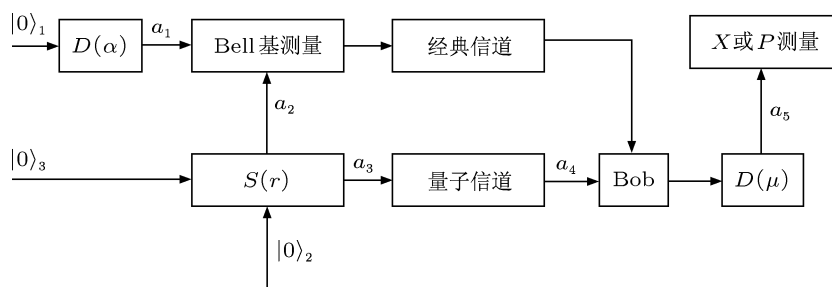 |0⟩₁
D(α)
a₁
Bell基测量
经典信道
X或P测量
a₂
a₅
|0⟩₃
S(r)
a₃
量子信道
a₄
Bob
D(μ)
|0⟩₂